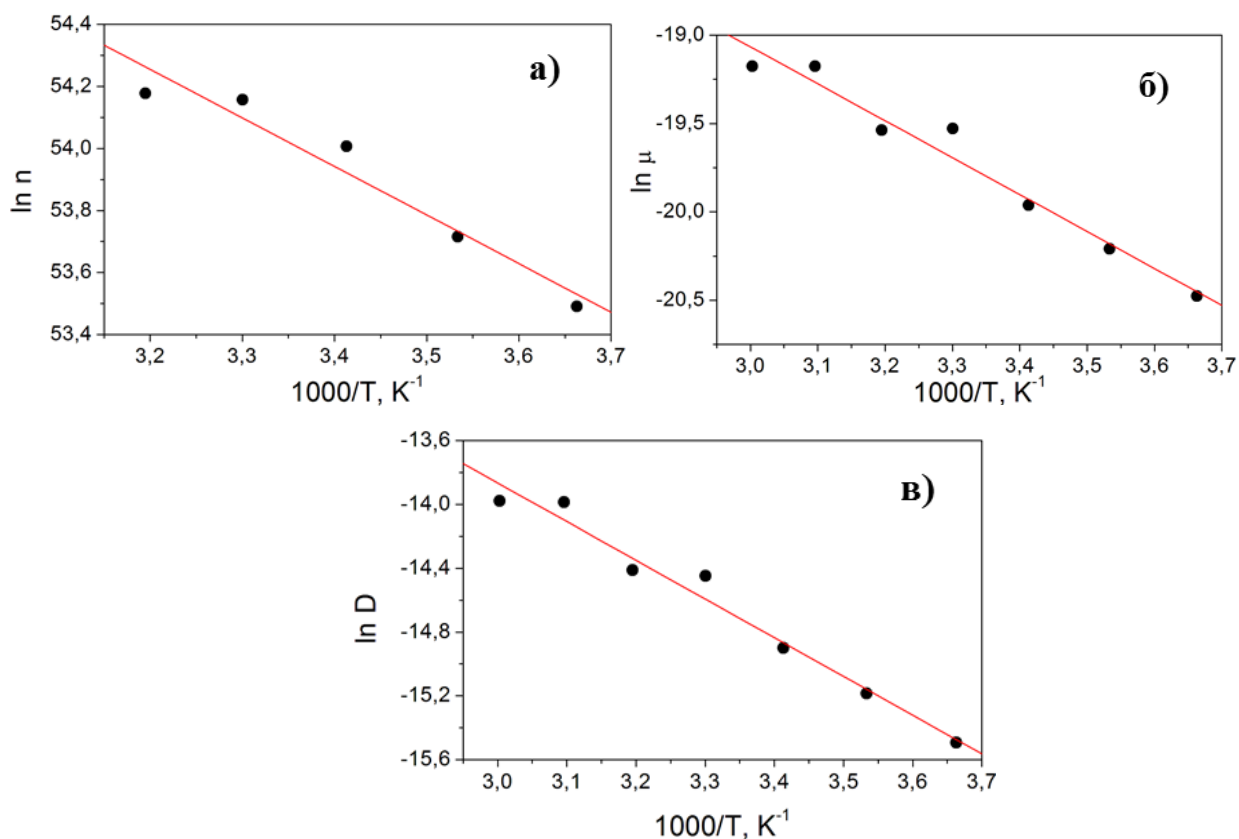 54,4
54,2
54,0
53,8
53,6
53,4
ln n
а)
3,2 3,3 3,4 3,5 3,6 3,7
1000/T, K⁻¹
-19,0
-19,5
-20,0
-20,5
ln μ
б)
3,0 3,1 3,2 3,3 3,4 3,5 3,6 3,7
1000/T, K⁻¹
-13,6
-14,0
-14,4
-14,8
-15,2
-15,6
ln D
в)
3,0 3,1 3,2 3,3 3,4 3,5 3,6 3,7
1000/T, K⁻¹